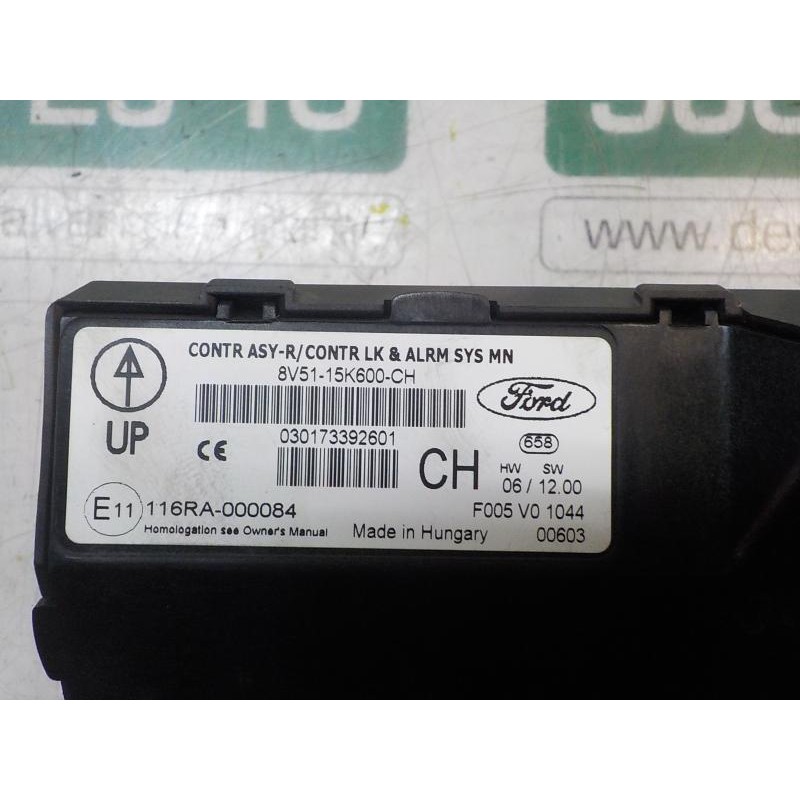 www.de
CONTR ASY-R/CONTR LK & ALRM SYS MN
8V51-15K600-CH
Ford
UP
CE
030173392601
CH
658
HW SW
06 / 12.00
E11 116RA-000084
F005 V0 1044
Homologation see Owner's Manual
Made in Hungary
00603